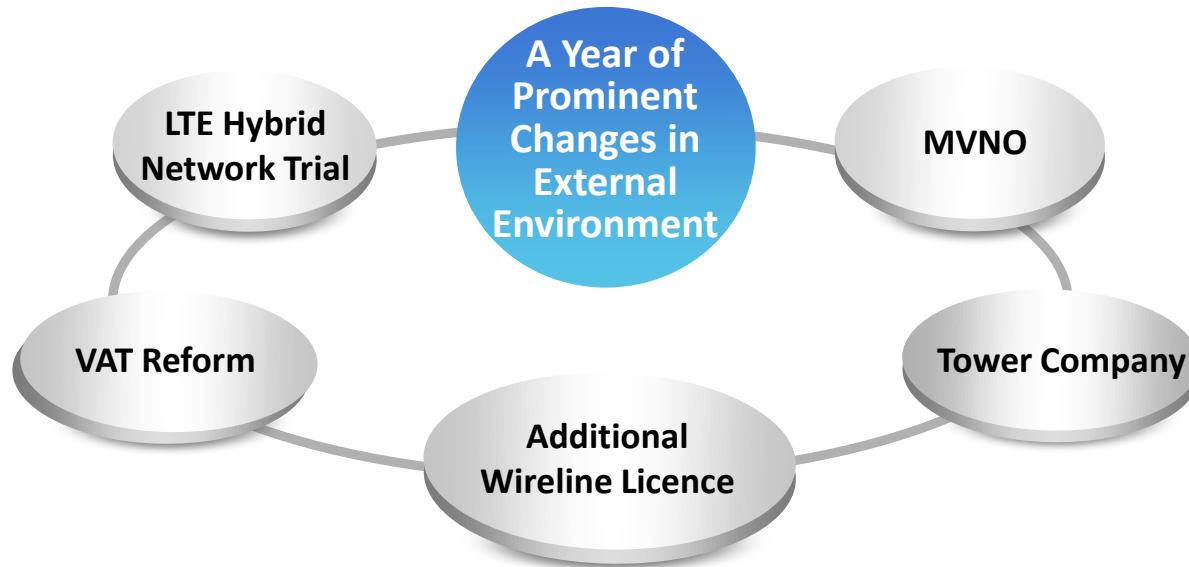 A Year of
Prominent
Changes in
External
Environment
LTE Hybrid
Network Trial
MVNO
VAT Reform
Tower Company
Additional
Wireline Licence